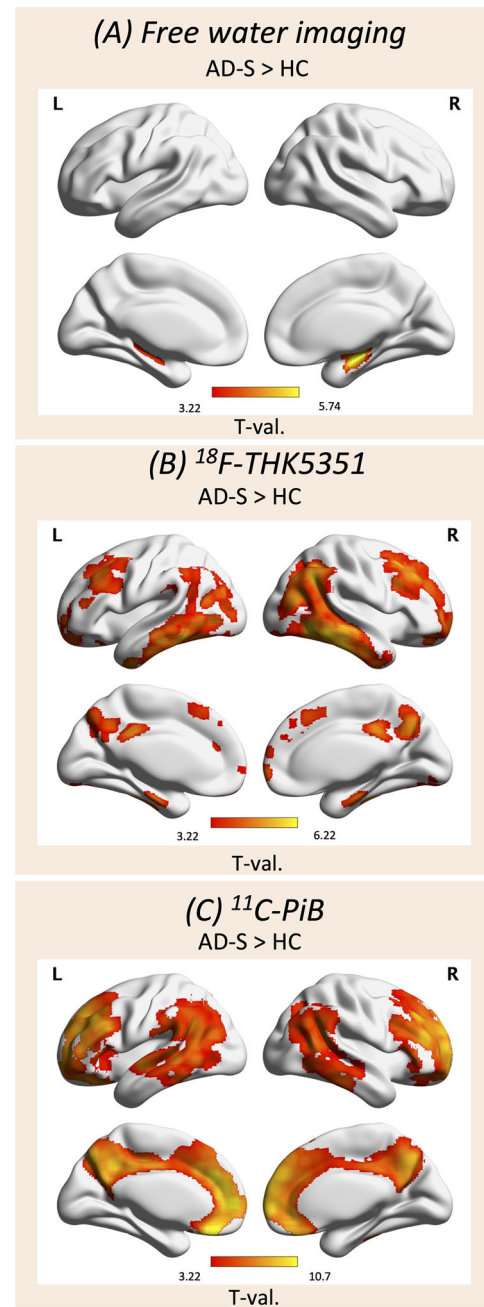 (A) Free water imaging
AD-S > HC
L R
3.22 5.74
T-val.
(B) ¹⁸F-THK5351
AD-S > HC
L R
3.22 6.22
T-val.
(C) ¹¹C-PiB
AD-S > HC
L R
3.22 10.7
T-val.